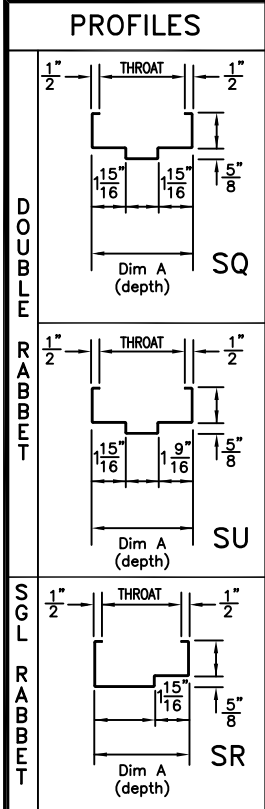 PROFILES
DOUBLE RABBET
1/2" THROAT 1/2"
1 15/16" 1 15/16" 5/8"
Dim A
(depth)
SQ
1/2" THROAT 1/2"
1 15/16" 1 9/16" 5/8"
Dim A
(depth)
SU
SGL RABBET
1/2" THROAT 1/2"
1 15/16" 5/8"
Dim A
(depth)
SR